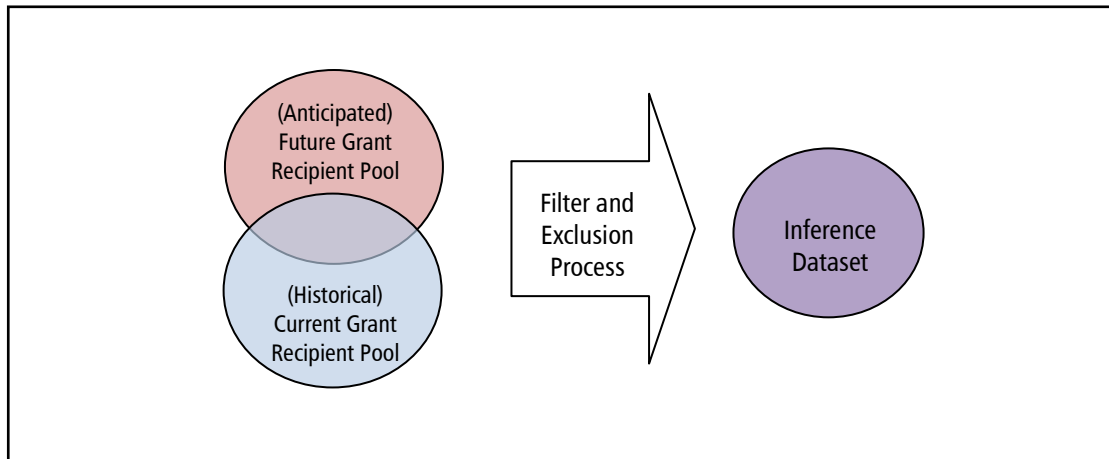 (Anticipated)
Future Grant
Recipient Pool
(Historical)
Current Grant
Recipient Pool
Filter and
Exclusion
Process
Inference
Dataset